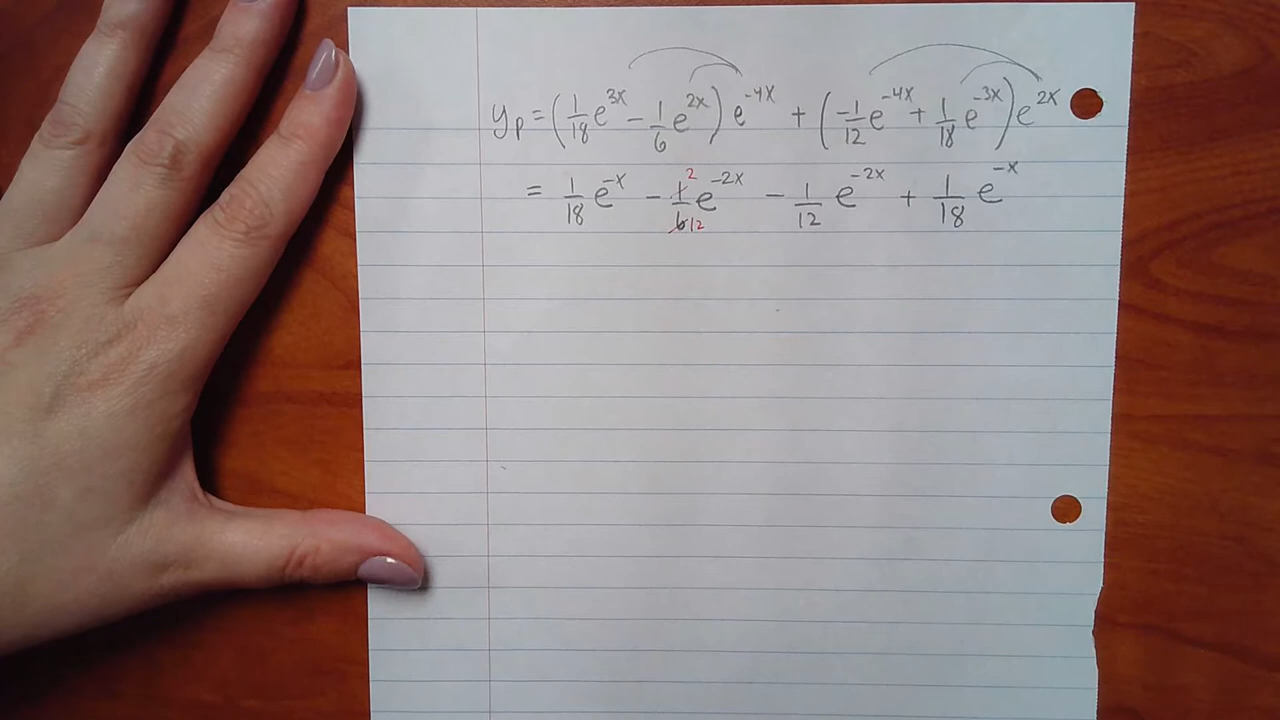 y_p = (1/18 e^{3x} - 1/6 e^{2x}) e^{-4x} + (-1/12 e^{-4x} + 1/18 e^{-3x}) e^{2x}
= 1/18 e^{-x} - 1/6 2/12 e^{-2x} - 1/12 e^{-2x} + 1/18 e^{-x}